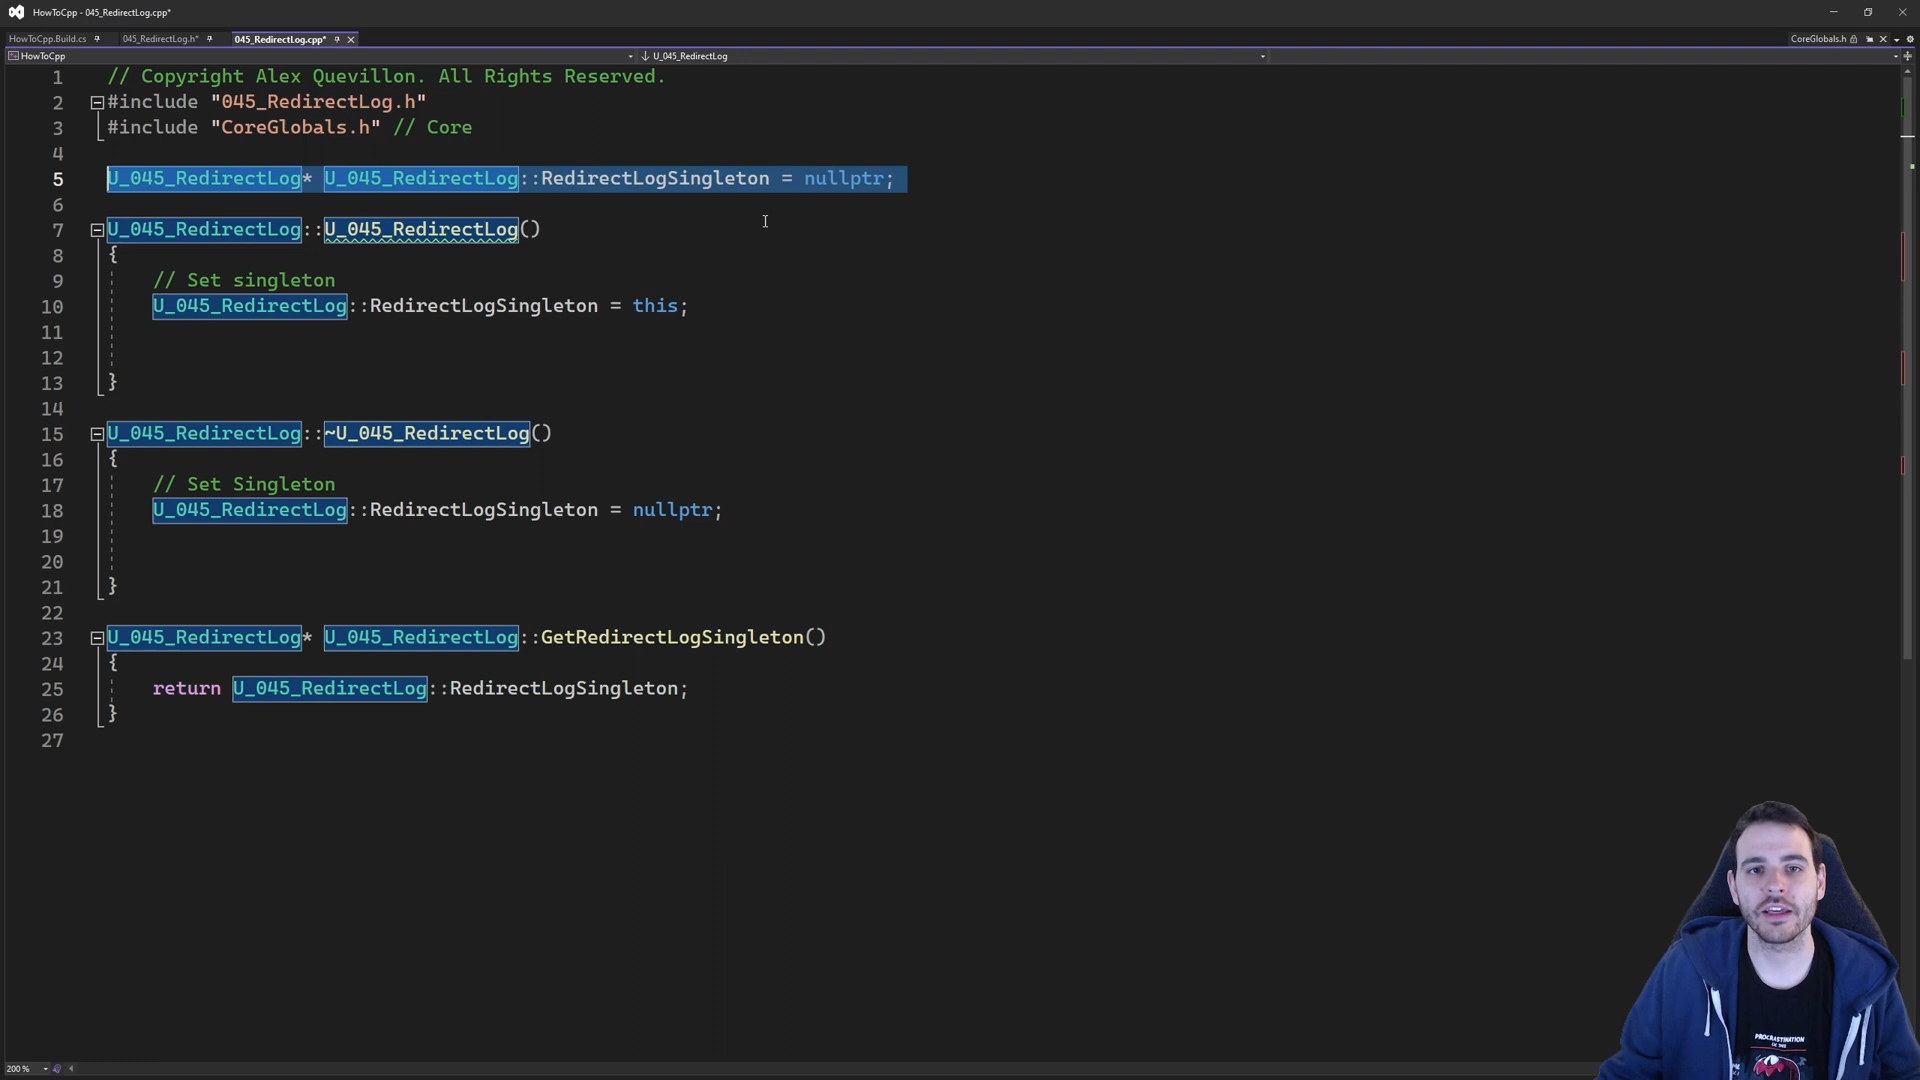 HowToCpp - 045_RedirectLog.cpp*
HowToCpp.Build.cs 045_RedirectLog.h* 045_RedirectLog.cpp* CoreGlobals.h
HowToCpp U_045_RedirectLog
1 // Copyright Alex Quevillon. All Rights Reserved.
2 #include "045_RedirectLog.h"
3 #include "CoreGlobals.h" // Core
4
5 U_045_RedirectLog* U_045_RedirectLog::RedirectLogSingleton = nullptr;
6
7 U_045_RedirectLog::U_045_RedirectLog()
8 {
9 // Set singleton
10 U_045_RedirectLog::RedirectLogSingleton = this;
11
12
13 }
14
15 U_045_RedirectLog::~U_045_RedirectLog()
16 {
17 // Set Singleton
18 U_045_RedirectLog::RedirectLogSingleton = nullptr;
19
20
21 }
22
23 U_045_RedirectLog* U_045_RedirectLog::GetRedirectLogSingleton()
24 {
25 return U_045_RedirectLog::RedirectLogSingleton;
26 }
27
PROCRASTINATION
200 %